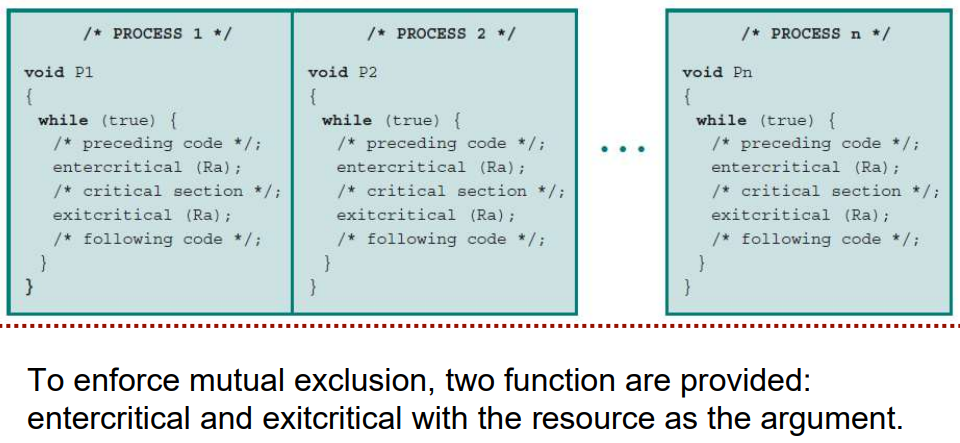 /* PROCESS 1 */
void P1
{
while (true) {
/* preceding code */;
entercritical (Ra);
/* critical section */;
exitcritical (Ra);
/* following code */;
}
}
/* PROCESS 2 */
void P2
{
while (true) {
/* preceding code */;
entercritical (Ra);
/* critical section */;
exitcritical (Ra);
/* following code */;
}
}
• • •
/* PROCESS n */
void Pn
{
while (true) {
/* preceding code */;
entercritical (Ra);
/* critical section */;
exitcritical (Ra);
/* following code */;
}
}
To enforce mutual exclusion, two function are provided:
entercritical and exitcritical with the resource as the argument.